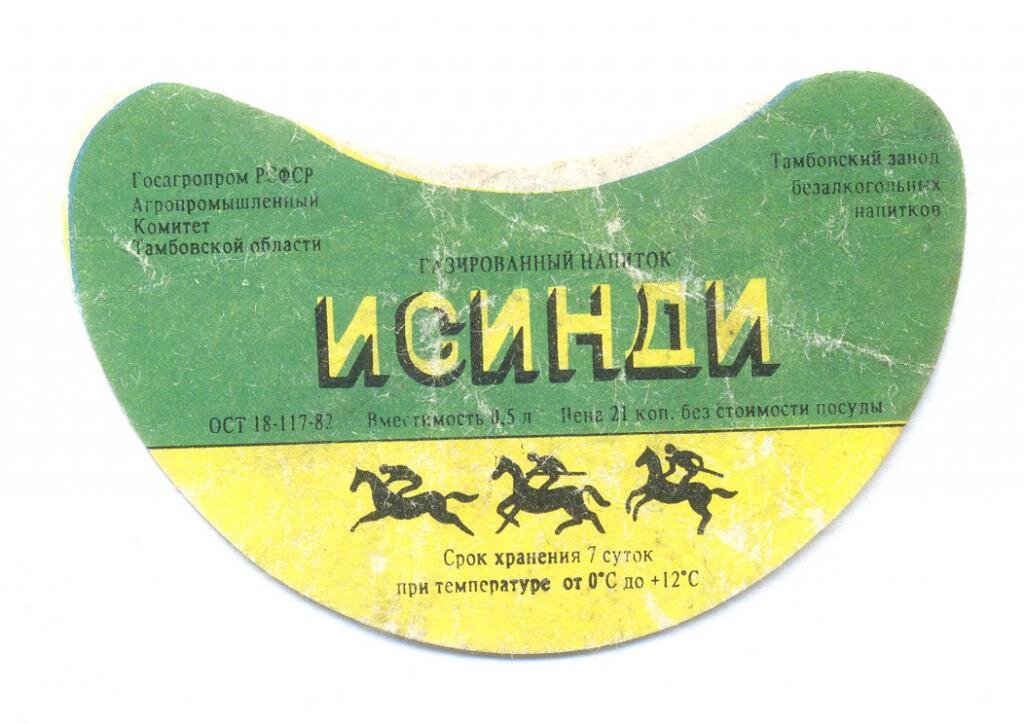 Госагропром РСФСР
Агропромышленный
Комитет
Тамбовской области
Тамбовский завод
безалкогольных
напитков
ГАЗИРОВАННЫЙ НАПИТОК
ИСИНДИ
ОСТ 18-117-82 Вместимость 0,5 л Цена 21 коп. без стоимости посуды
Срок хранения 7 суток
при температуре от 0°С до +12°С